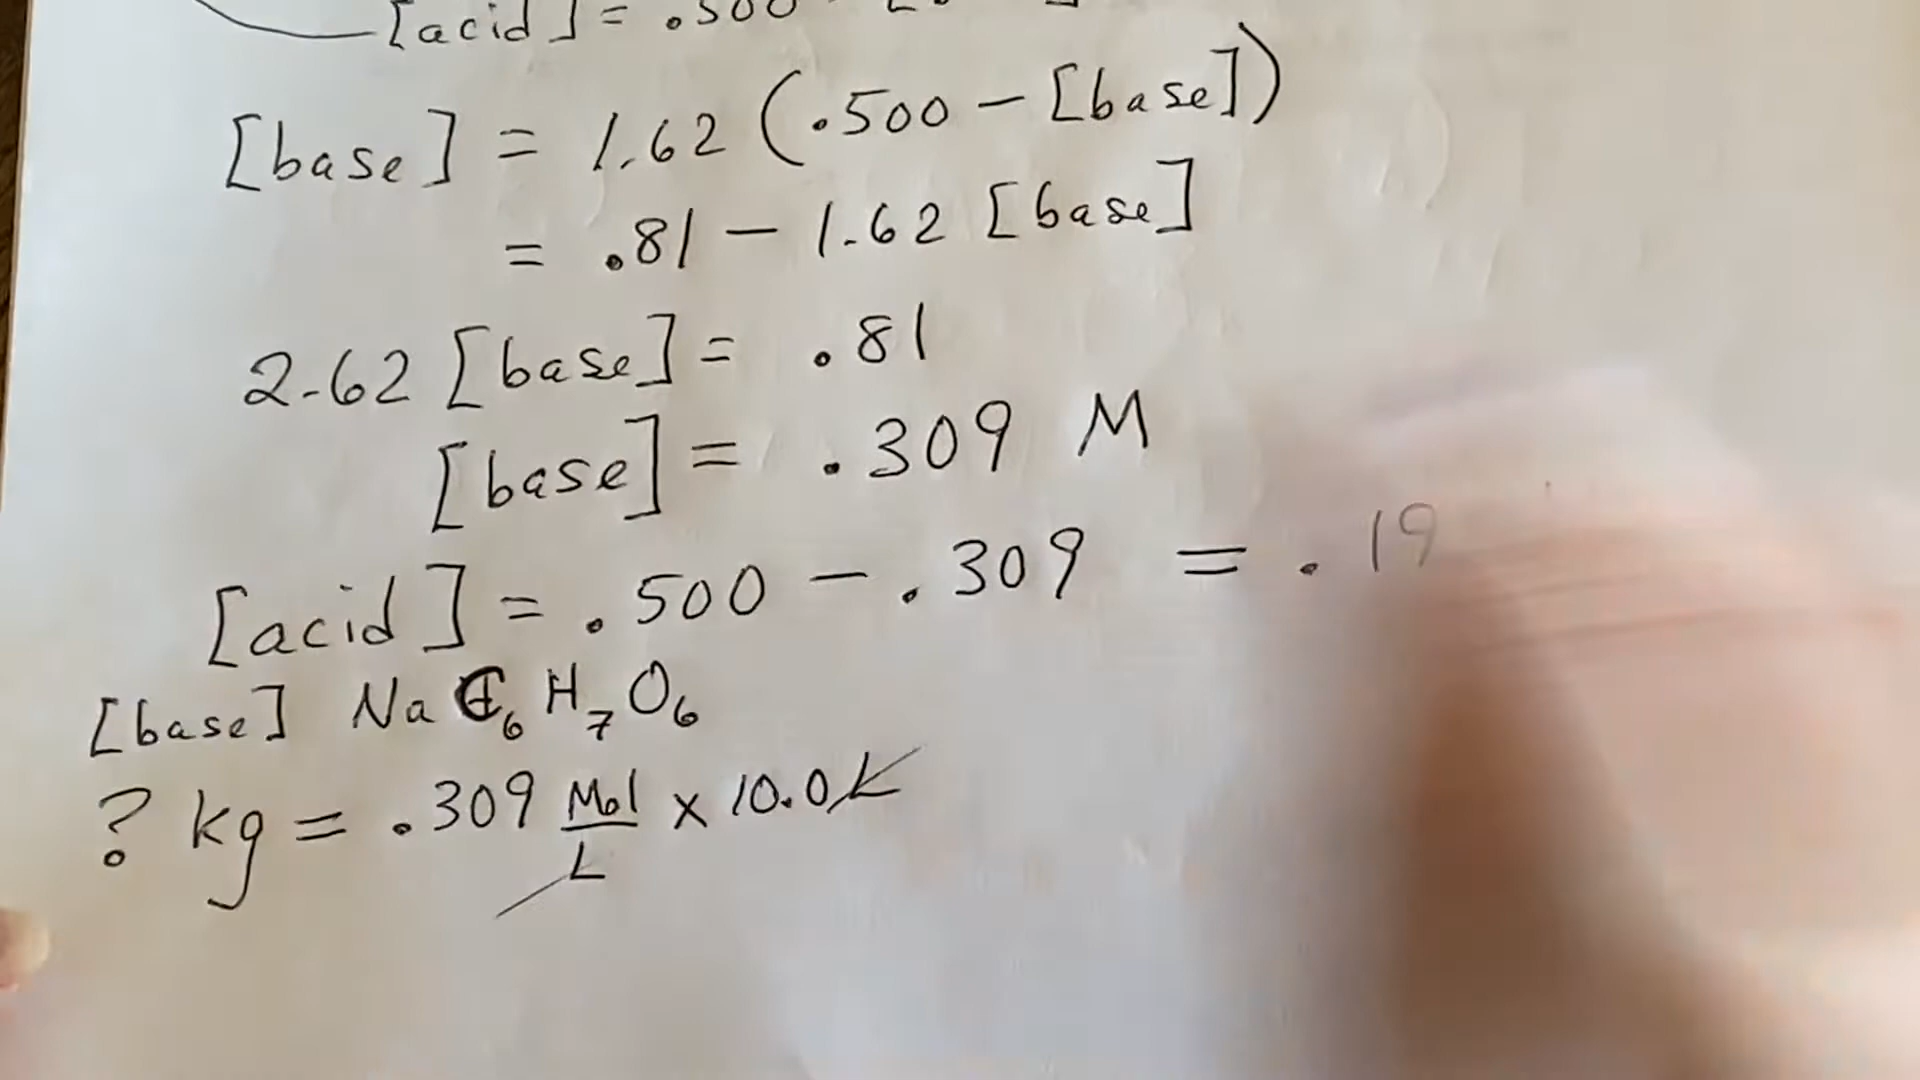 [acid] = .500
[base] = 1.62 (.500 - [base])
= .81 - 1.62 [base]
2.62 [base] = .81
[base] = .309 M
[acid] = .500 - .309 = .19
[base] NaC6H7O6
? kg = .309 Mol/L x 10.0 L